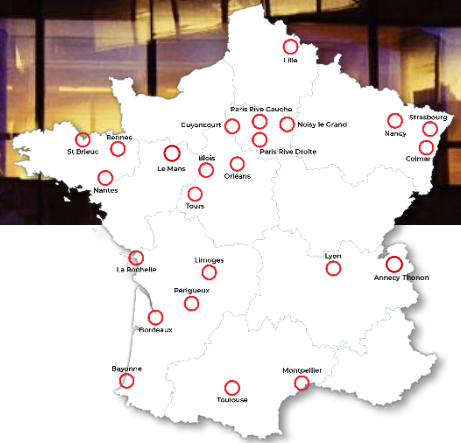 Lille
Paris Rive Gauche
Guyancourt
Noisy le Grand
Paris Rive Droite
Strasbourg
Nancy
Colmar
Rennes
St Brieuc
Le Mans
Blois
Orléans
Nantes
Tours
La Rochelle
Limoges
Lyon
Annecy Thonon
Périgueux
Bordeaux
Bayonne
Toulouse
Montpellier